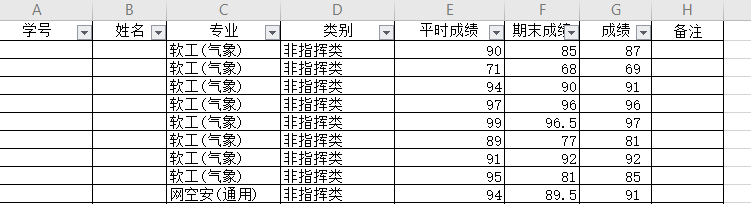 A B C D E F G H
学号 姓名 专业 类别 平时成绩 期末成绩 成绩 备注
软工(气象) 非指挥类 90 85 87
软工(气象) 非指挥类 71 68 69
软工(气象) 非指挥类 94 90 91
软工(气象) 非指挥类 97 96 96
软工(气象) 非指挥类 99 96.5 97
软工(气象) 非指挥类 89 77 81
软工(气象) 非指挥类 91 92 92
软工(气象) 非指挥类 95 81 85
网空安(通用) 非指挥类 94 89.5 91